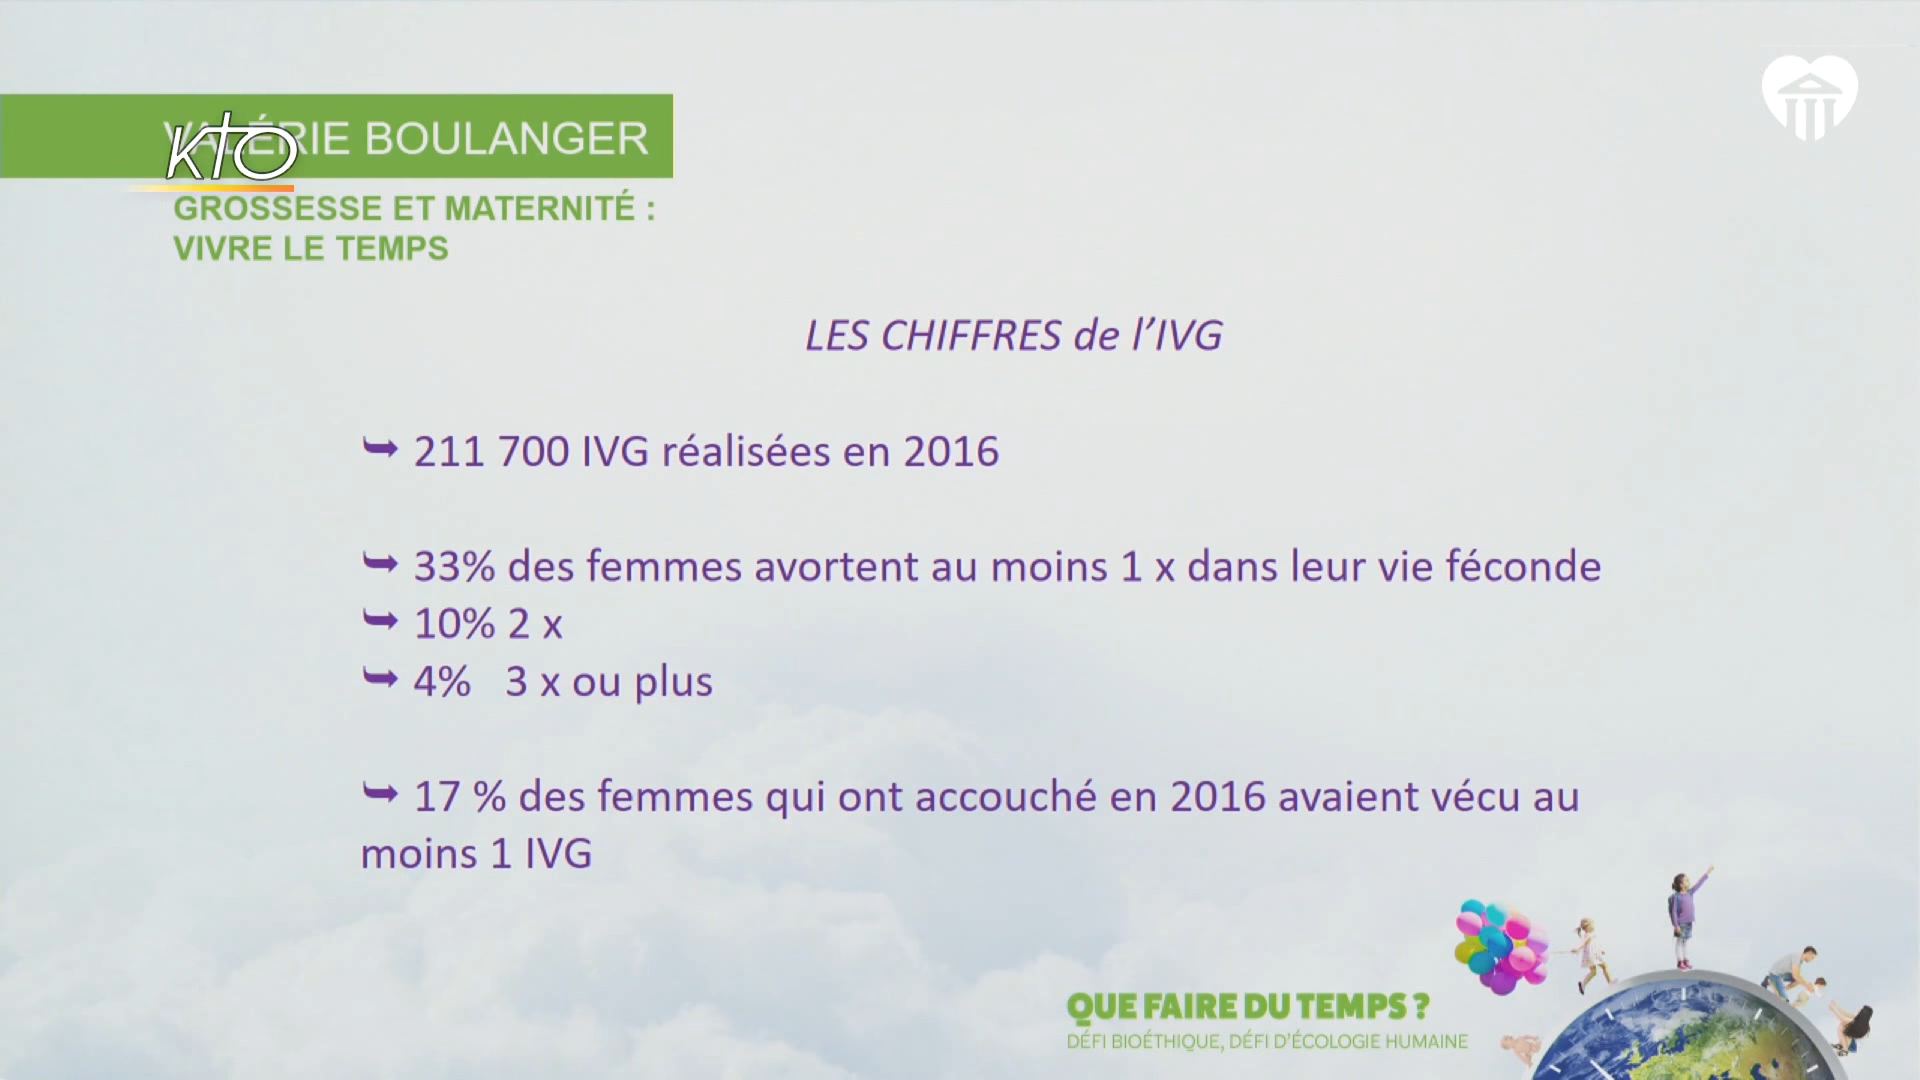 VALÉRIE BOULANGER
KTO
GROSSESSE ET MATERNITÉ :
VIVRE LE TEMPS
LES CHIFFRES de l’IVG
➥ 211 700 IVG réalisées en 2016
➥ 33% des femmes avortent au moins 1 x dans leur vie féconde
➥ 10% 2 x
➥ 4% 3 x ou plus
➥ 17 % des femmes qui ont accouché en 2016 avaient vécu au
moins 1 IVG
QUE FAIRE DU TEMPS ?
DÉFI BIOÉTHIQUE, DÉFI D’ÉCOLOGIE HUMAINE